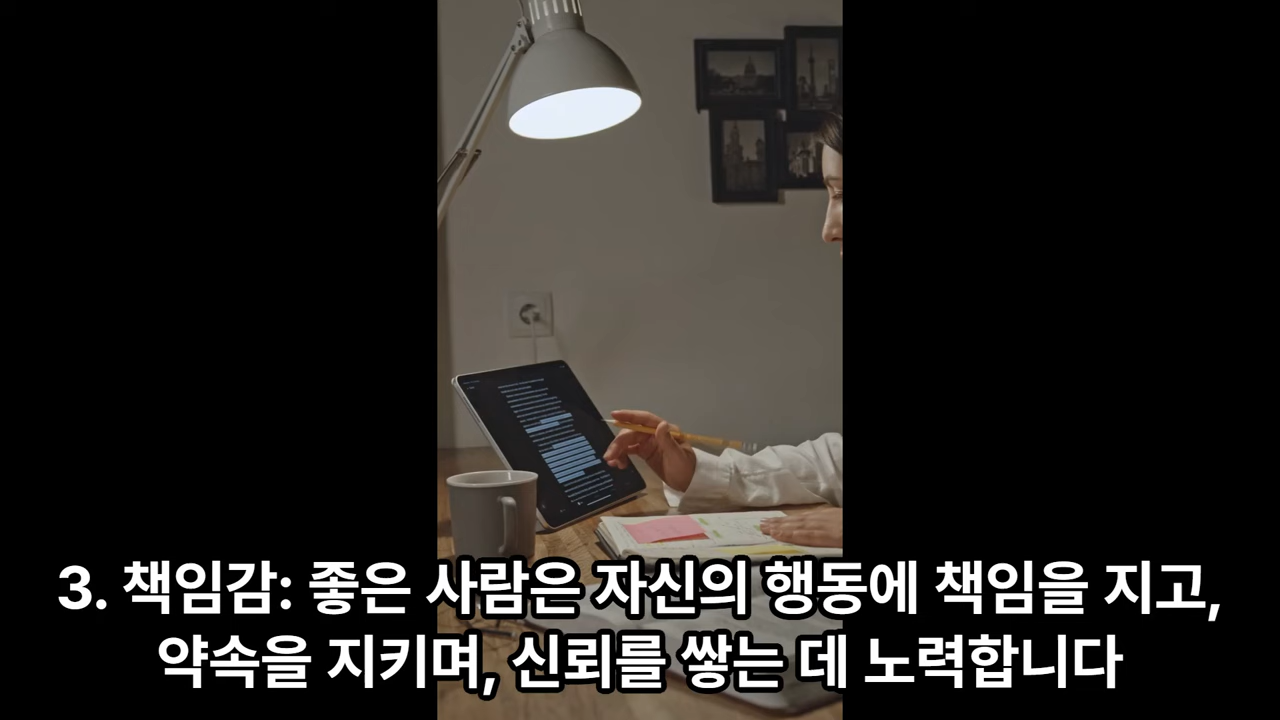 3. 책임감: 좋은 사람은 자신의 행동에 책임을 지고,
약속을 지키며, 신뢰를 쌓는 데 노력합니다